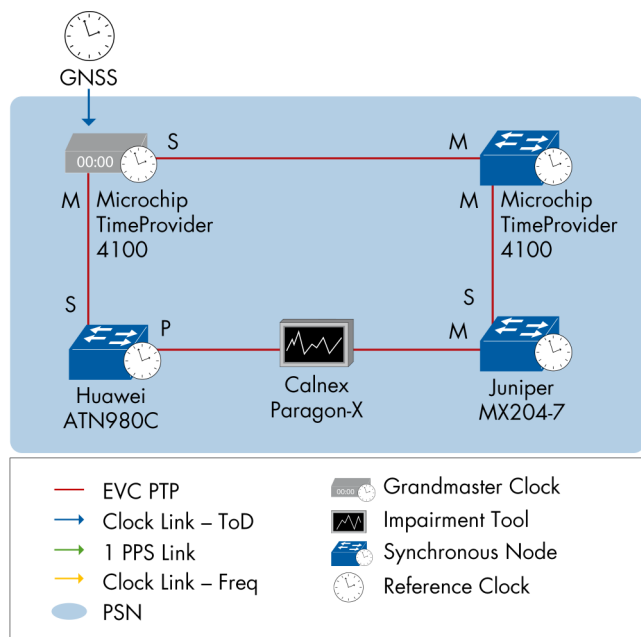 GNSS
S
M
00:00
M
Microchip
TimeProvider
4100
M
Microchip
TimeProvider
4100
S
P
S
M
Huawei
ATN980C
Calnex
Paragon-X
Juniper
MX204-7
EVC PTP
Clock Link – ToD
1 PPS Link
Clock Link – Freq
PSN
00:00
Grandmaster Clock
Impairment Tool
Synchronous Node
Reference Clock